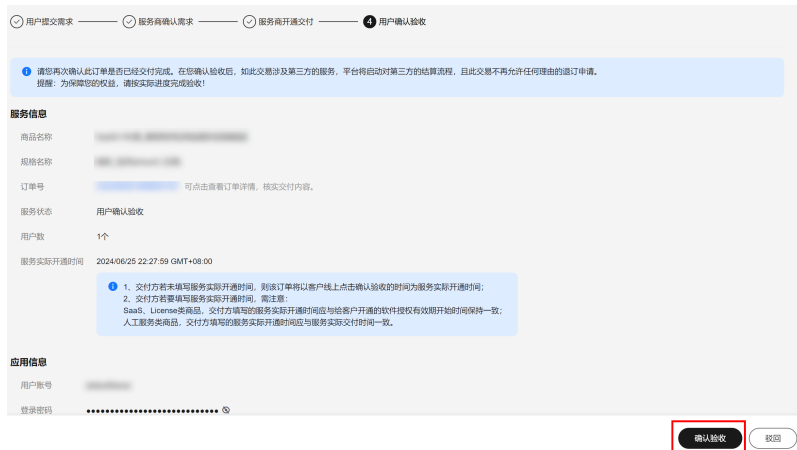 用户提交需求 服务商确认需求 服务商开通交付 4 用户确认验收
请您再次确认此订单是否已经交付完成。在您确认验收后，如此交易涉及第三方的服务，平台将启动对第三方的结算流程，且此交易不再允许任何理由的退订申请。
提醒：为保障您的权益，请按实际进度完成验收！
服务信息
商品名称
规格名称
订单号 可点击查看订单详情，核实交付内容。
服务状态 用户确认验收
用户数 1个
服务实际开通时间 2024/06/25 22:27:59 GMT+08:00
1、交付方若未填写服务实际开通时间，则该订单将以客户线上点击确认验收的时间为服务实际开通时间；
2、交付方若要填写服务实际开通时间，需注意：
SaaS、License类商品，交付方填写的服务实际开通时间应与给客户开通的软件授权有效期开始时间保持一致；
人工服务类商品，交付方填写的服务实际开通时间应与服务实际交付时间一致。
应用信息
用户账号
登录密码
确认验收 驳回